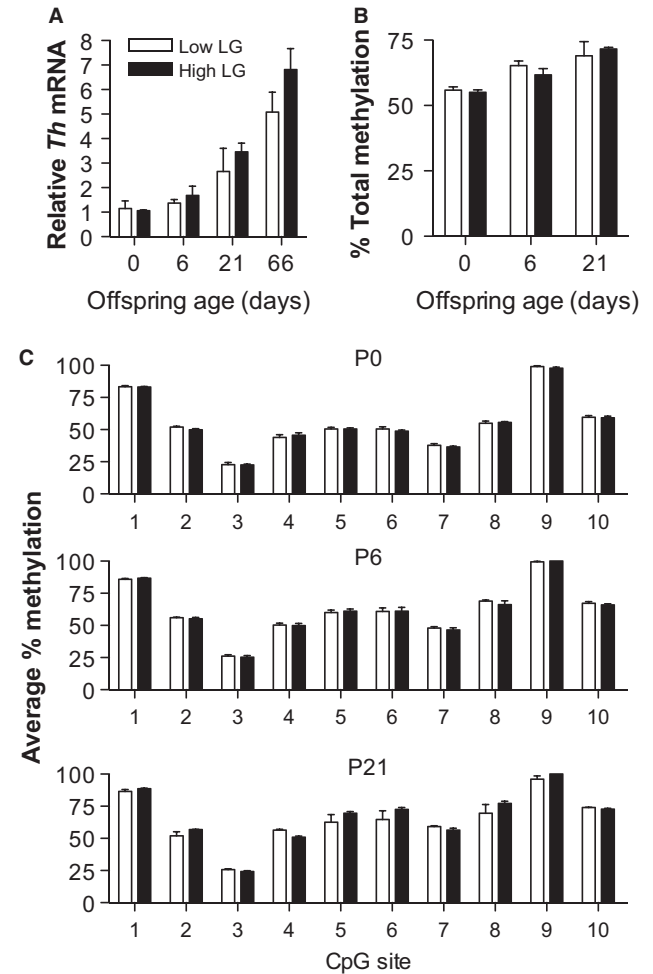 A
Relative Th mRNA
8
7
6
5
4
3
2
1
0
Low LG
High LG
0 6 21 66
Offspring age (days)
B
% Total methylation
75
50
25
0
0 6 21
Offspring age (days)
C
Average % methylation
P0
100
75
50
25
0
1 2 3 4 5 6 7 8 9 10
P6
100
75
50
25
0
1 2 3 4 5 6 7 8 9 10
P21
100
75
50
25
0
1 2 3 4 5 6 7 8 9 10
CpG site